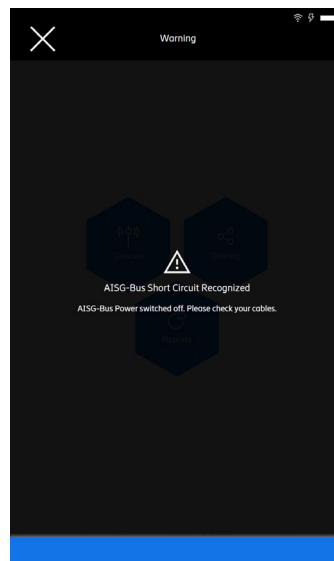 Warning
AISG-Bus Short Circuit Recognized
AISG-Bus Power switched off. Please check your cables.